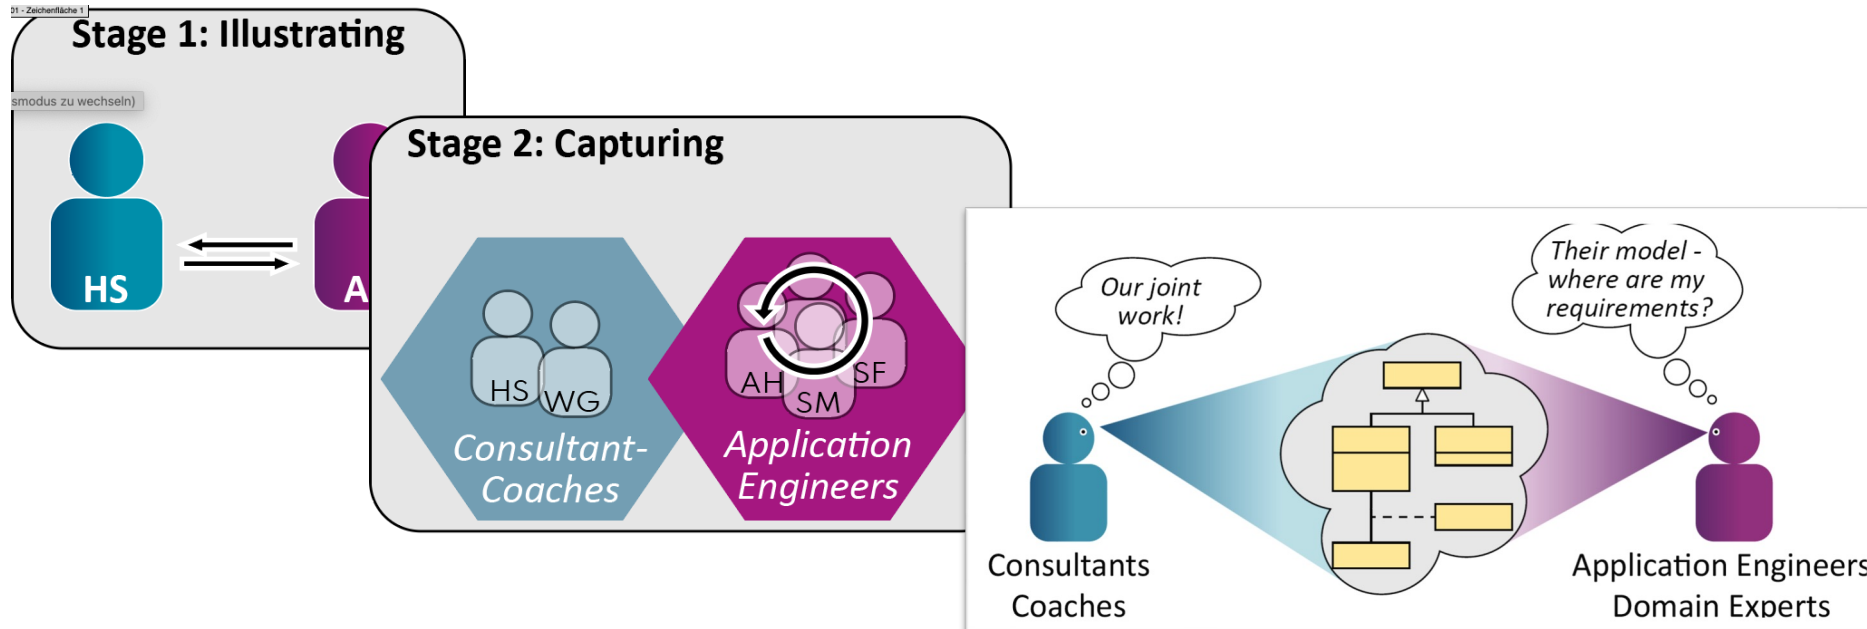 01 - Zeichenfläche 1
Stage 1: Illustrating
smodus zu wechseln)
HS
A
Stage 2: Capturing
HS
WG
Consultant-
Coaches
AH
SM
SF
Application
Engineers
Our joint
work!
Their model -
where are my
requirements?
Consultants
Coaches
Application Engineers
Domain Experts